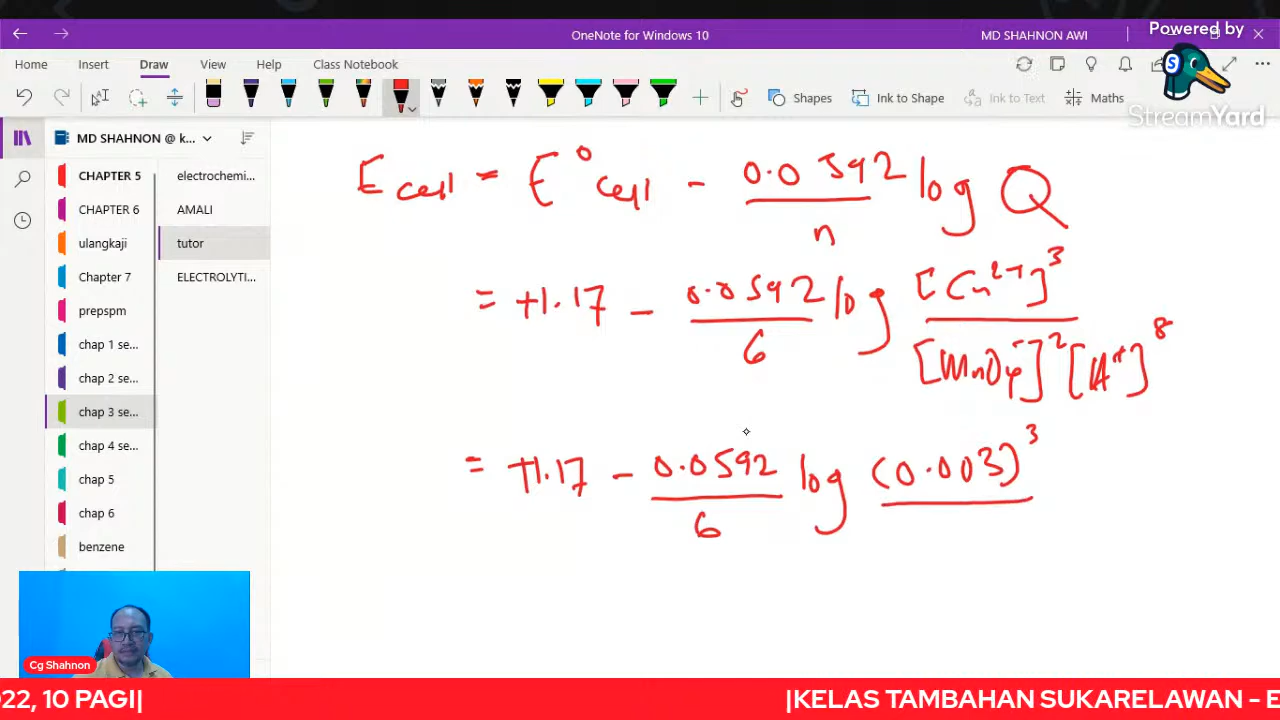 Powered by
OneNote for Windows 10
MD SHAHNON AWI
StreamYard
Home Insert Draw View Help Class Notebook
Shapes Ink to Shape Ink to Text Maths
MD SHAHNON @ k...
CHAPTER 5
CHAPTER 6
ulangkaji
Chapter 7
prepspm
chap 1 se...
chap 2 se...
chap 3 se...
chap 4 se...
chap 5
chap 6
benzene
electrochemi...
AMALI
tutor
ELECTROLYTI...
E cell = E⁰ cell - 0.0592/n log Q
= +1.17 - 0.0592/6 log [Cu²⁺]³/[MnO₄⁻]²[H⁺]⁸
= +1.17 - 0.0592/6 log (0.003)³
Cg Shahnon
022, 10 PAGI| |KELAS TAMBAHAN SUKARELAWAN - E